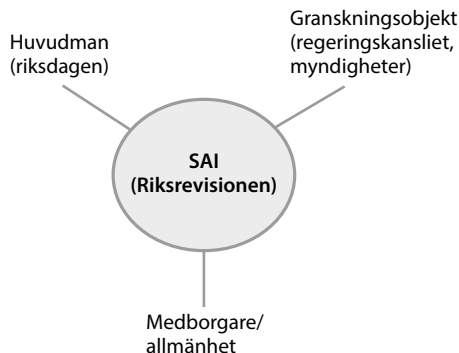 Huvudman
(riksdagen)
Granskningsobjekt
(regeringskansliet,
myndigheter)
SAI
(Riksrevisionen)
Medborgare/
allmänhet